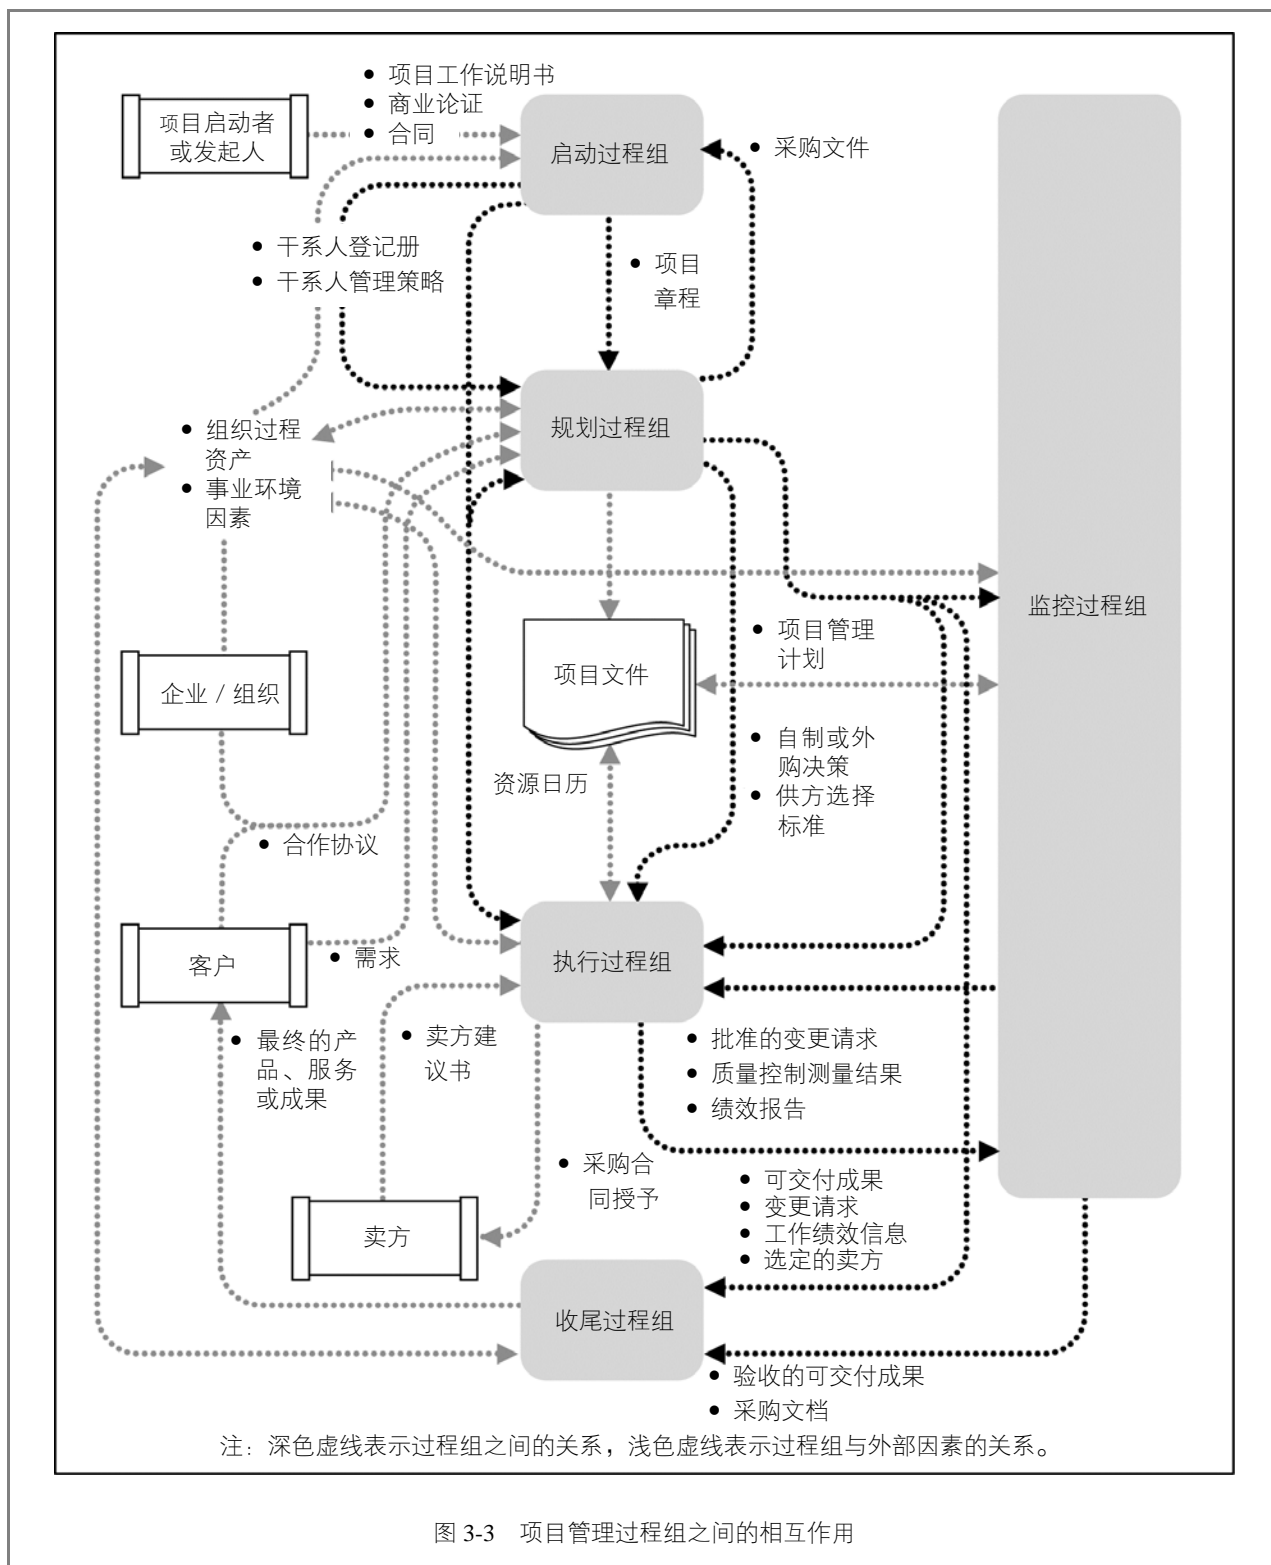 ● 项目工作说明书
● 商业论证
● 合同
项目启动者
或发起人
启动过程组
● 采购文件
● 干系人登记册
● 干系人管理策略
● 项目
章程
规划过程组
● 组织过程
资产
● 事业环境
因素
监控过程组
● 项目管理
计划
项目文件
企业 / 组织
● 自制或外
购决策
● 供方选择
标准
资源日历
● 合作协议
客户
● 需求
执行过程组
● 最终的产
品、服务
或成果
● 卖方建
议书
● 批准的变更请求
● 质量控制测量结果
● 绩效报告
● 采购合
同授予
● 可交付成果
● 变更请求
● 工作绩效信息
● 选定的卖方
卖方
收尾过程组
● 验收的可交付成果
● 采购文档
注：深色虚线表示过程组之间的关系，浅色虚线表示过程组与外部因素的关系。
图 3-3 项目管理过程组之间的相互作用